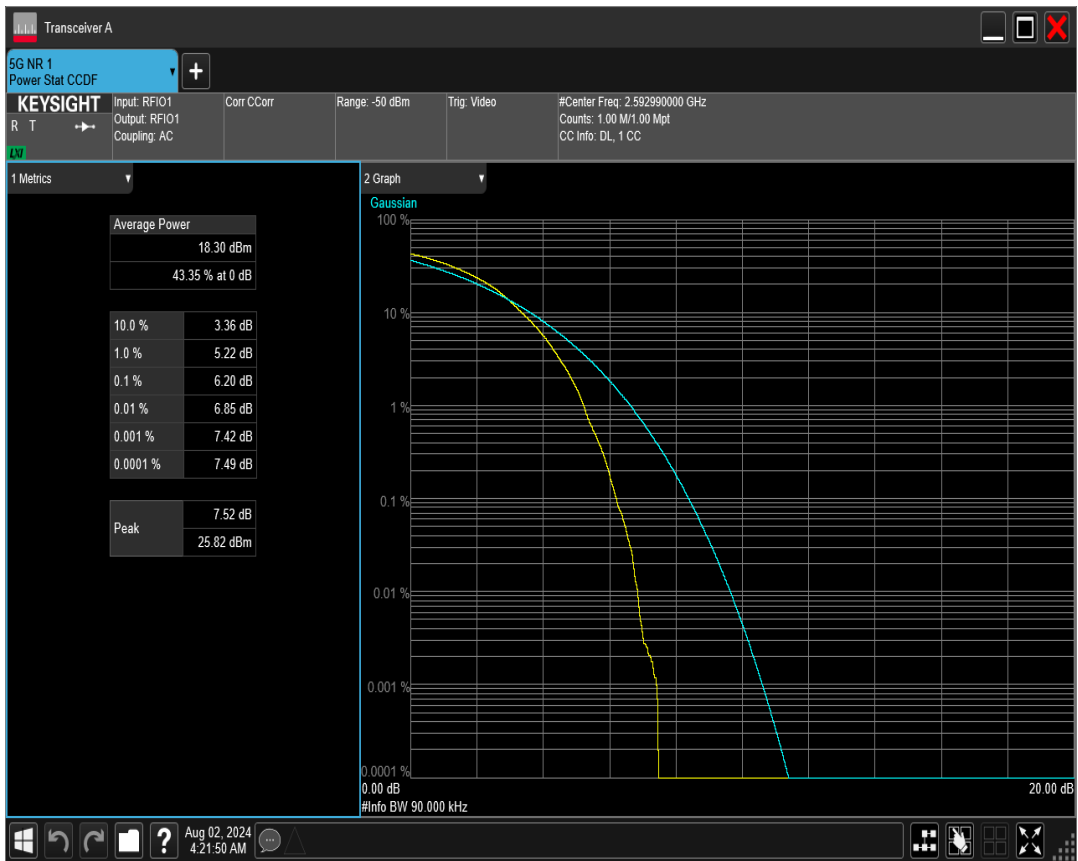 Transceiver A
5G NR 1
Power Stat CCDF
KEYSIGHT
R T
LXI
Input: RFIO1
Output: RFIO1
Coupling: AC
Corr CCorr
Range: -50 dBm
Trig: Video
#Center Freq: 2.592990000 GHz
Counts: 1.00 M/1.00 Mpt
CC Info: DL, 1 CC
1 Metrics
Average Power
18.30 dBm
43.35 % at 0 dB
10.0 % 3.36 dB
1.0 % 5.22 dB
0.1 % 6.20 dB
0.01 % 6.85 dB
0.001 % 7.42 dB
0.0001 % 7.49 dB
Peak
7.52 dB
25.82 dBm
2 Graph
Gaussian
100 %
10 %
1 %
0.1 %
0.01 %
0.001 %
0.0001 %
0.00 dB 20.00 dB
#Info BW 90.000 kHz
Aug 02, 2024
4:21:50 AM